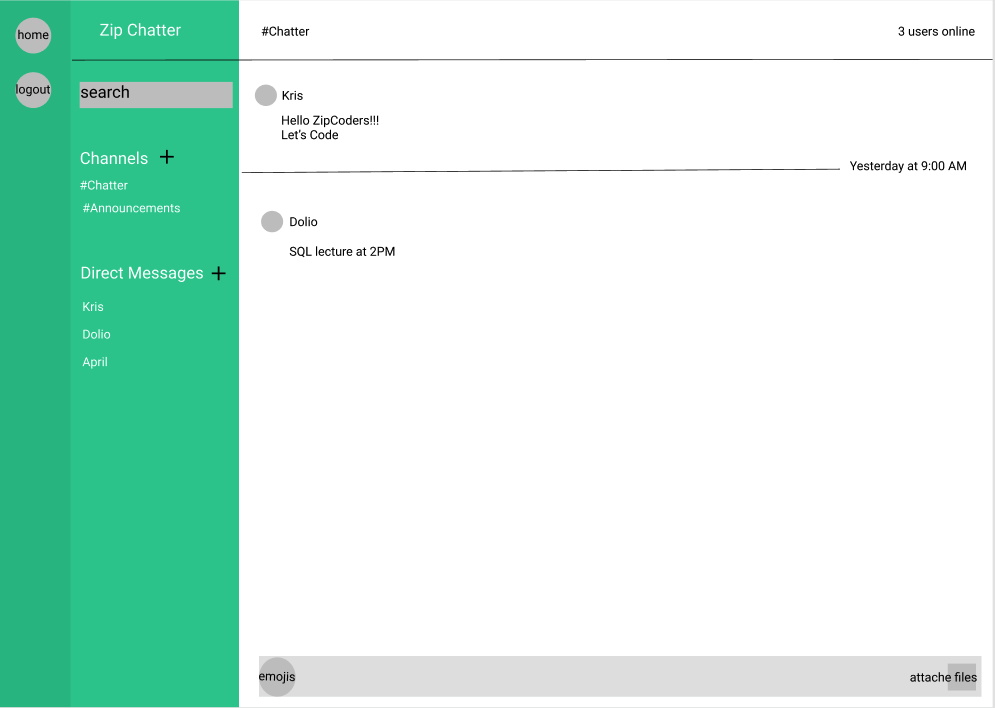 home
logout
Zip Chatter
search
Channels +
#Chatter
#Announcements
Direct Messages +
Kris
Dolio
April
#Chatter
3 users online
Kris
Hello ZipCoders!!!
Let's Code
Yesterday at 9:00 AM
Dolio
SQL lecture at 2PM
emojis
attache files